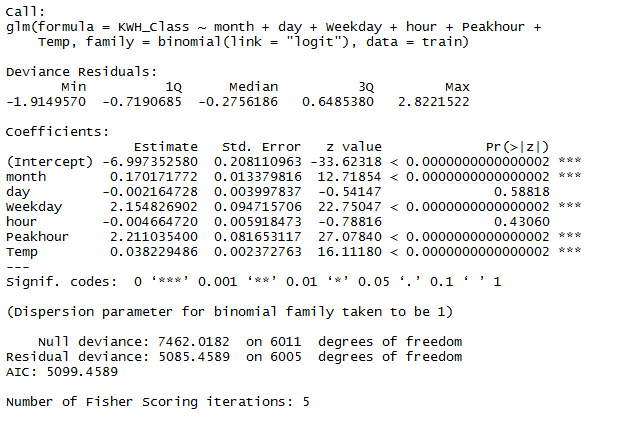 Call:
glm(formula = KWH_Class ~ month + day + Weekday + hour + Peakhour +
    Temp, family = binomial(link = "logit"), data = train)
Deviance Residuals:
       Min          1Q      Median          3Q         Max
-1.9149570  -0.7190685  -0.2756186   0.6485380   2.8221522
Coefficients:
                Estimate   Std. Error   z value             Pr(>|z|)
(Intercept) -6.997352580  0.208110963 -33.62318 < 0.0000000000000002 ***
month        0.170171772  0.013379816  12.71854 < 0.0000000000000002 ***
day         -0.002164728  0.003997837  -0.54147              0.58818
Weekday      2.154826902  0.094715706  22.75047 < 0.0000000000000002 ***
hour        -0.004664720  0.005918473  -0.78816              0.43060
Peakhour     2.211035400  0.081653117  27.07840 < 0.0000000000000002 ***
Temp         0.038229486  0.002372763  16.11180 < 0.0000000000000002 ***
---
Signif. codes:  0 ‘***’ 0.001 ‘**’ 0.01 ‘*’ 0.05 ‘.’ 0.1 ‘ ’ 1
(Dispersion parameter for binomial family taken to be 1)
    Null deviance: 7462.0182  on 6011  degrees of freedom
Residual deviance: 5085.4589  on 6005  degrees of freedom
AIC: 5099.4589
Number of Fisher Scoring iterations: 5